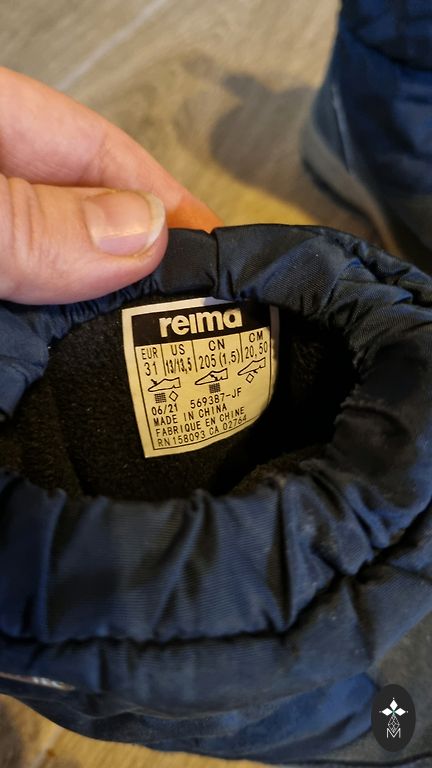 reima
EUR US CN CM
31 13/13,5 205(1,5) 20,50
06/21 569387-JF
MADE IN CHINA
FABRIQUE EN CHINE
RN 158093 CA 02764
M